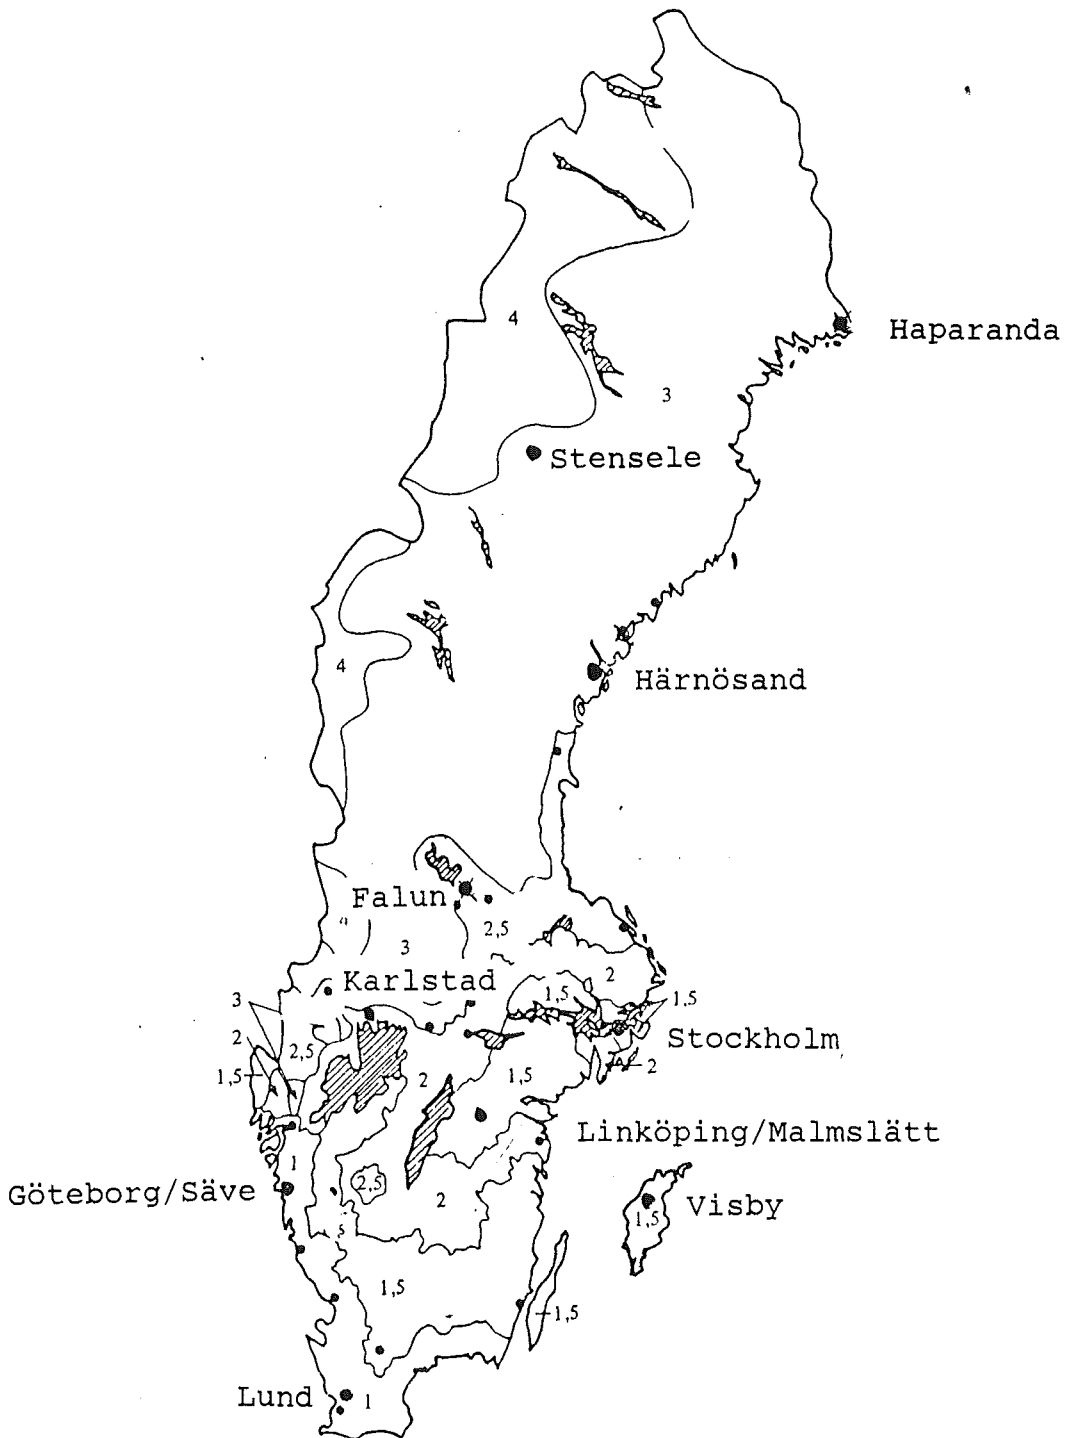 4
Haparanda
3
Stensele
4
Härnösand
Falun
2,5
3
Karlstad
2
1,5
1,5
3
2
2,5
Stockholm
1,5
2
1,5
2
Linköping/Malmslätt
1
2,5
Göteborg/Säve
2
Visby
1,5
1,5
1,5
Lund
1